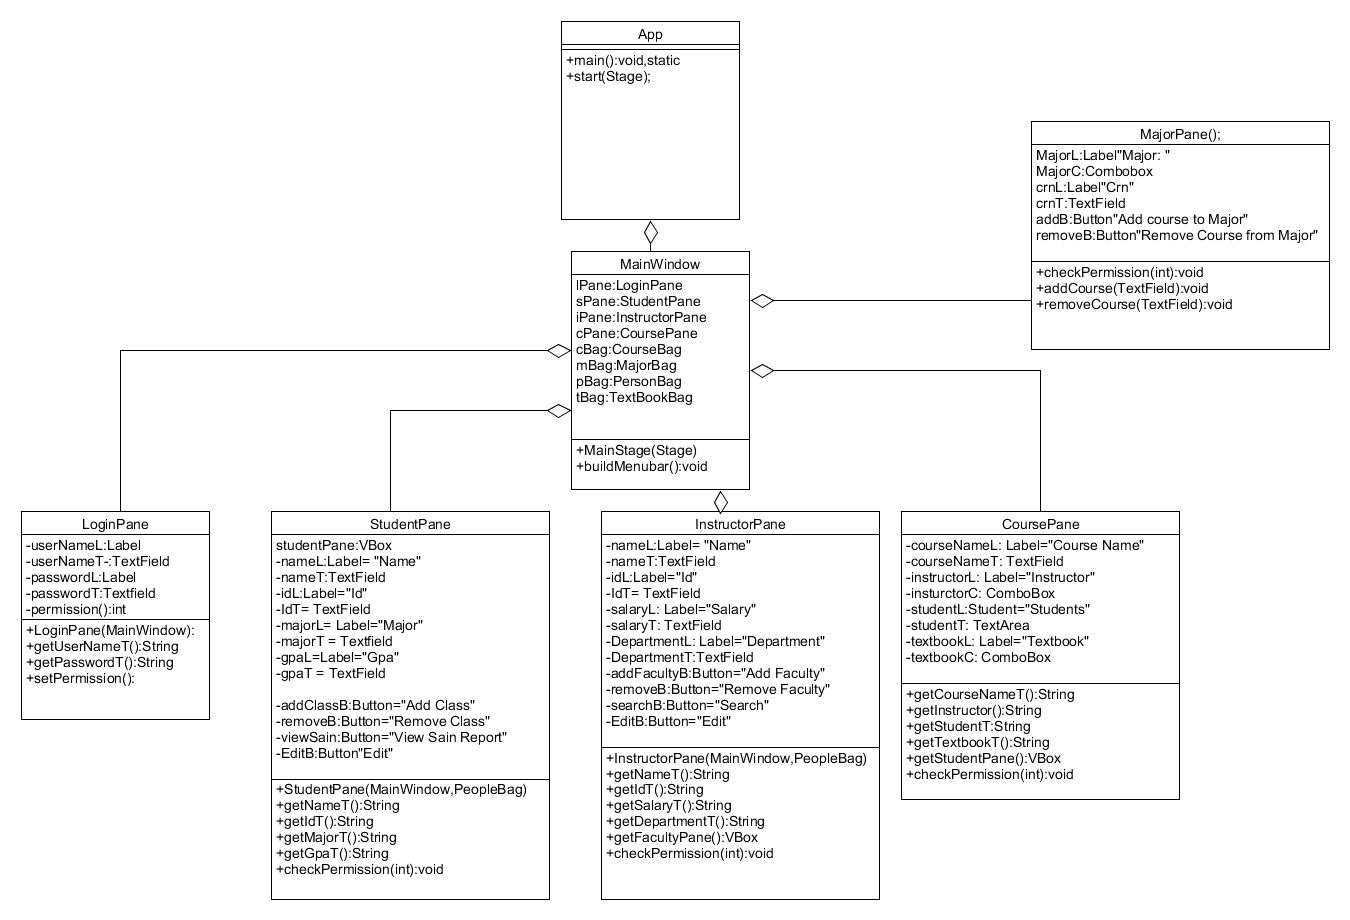 App
+main():void,static
+start(Stage);
MajorPane();
MajorL:Label"Major: "
MajorC:Combobox
crnL:Label"Crn"
crnT:TextField
addB:Button"Add course to Major"
removeB:Button"Remove Course from Major"
+checkPermission(int):void
+addCourse(TextField):void
+removeCourse(TextField):void
MainWindow
lPane:LoginPane
sPane:StudentPane
iPane:InstructorPane
cPane:CoursePane
cBag:CourseBag
mBag:MajorBag
pBag:PersonBag
tBag:TextBookBag
+MainStage(Stage)
+buildMenubar():void
LoginPane
-userNameL:Label
-userNameT-:TextField
-passwordL:Label
-passwordT:Textfield
-permission():int
+LoginPane(MainWindow):
+getUserNameT():String
+getPasswordT():String
+setPermission():
StudentPane
studentPane:VBox
-nameL:Label= "Name"
-nameT:TextField
-idL:Label="Id"
-IdT= TextField
-majorL= Label="Major"
-majorT = Textfield
-gpaL=Label="Gpa"
-gpaT = TextField
-addClassB:Button="Add Class"
-removeB:Button="Remove Class"
-viewSain:Button="View Sain Report"
-EditB:Button"Edit"
+StudentPane(MainWindow,PeopleBag)
+getNameT():String
+getIdT():String
+getMajorT():String
+getGpaT():String
+checkPermission(int):void
InstructorPane
-nameL:Label= "Name"
-nameT:TextField
-idL:Label="Id"
-IdT= TextField
-salaryL: Label="Salary"
-salaryT: TextField
-DepartmentL: Label="Department"
-DepartmentT:TextField
-addFacultyB:Button="Add Faculty"
-removeB:Button="Remove Faculty"
-searchB:Button="Search"
-EditB:Button="Edit"
+InstructorPane(MainWindow,PeopleBag)
+getNameT():String
+getIdT():String
+getSalaryT():String
+getDepartmentT():String
+getFacultyPane():VBox
+checkPermission(int):void
CoursePane
-courseNameL: Label="Course Name"
-courseNameT: TextField
-instructorL: Label="Instructor"
-insturctorC: ComboBox
-studentL:Student="Students"
-studentT: TextArea
-textbookL: Label="Textbook"
-textbookC: ComboBox
+getCourseNameT():String
+getInstructor():String
+getStudentT:String
+getTextbookT():String
+getStudentPane():VBox
+checkPermission(int):void